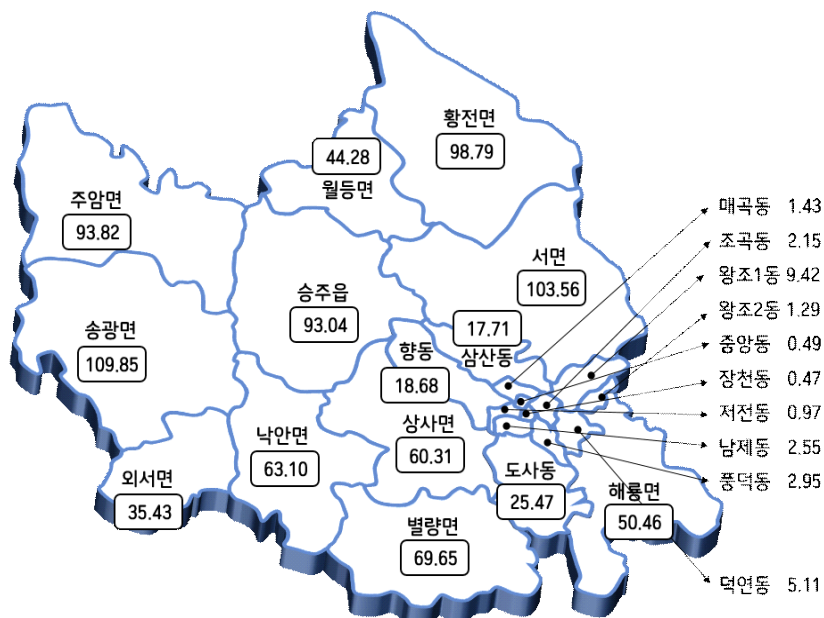 황전면
98.79
44.28
월등면
주암면
93.82
서면
103.56
승주읍
93.04
송광면
109.85
17.71
삼산동
향동
18.68
상사면
60.31
낙안면
63.10
외서면
35.43
도사동
25.47
해룡면
50.46
별량면
69.65
매곡동 1.43
조곡동 2.15
왕조1동 9.42
왕조2동 1.29
중앙동 0.49
장천동 0.47
저전동 0.97
남제동 2.55
풍덕동 2.95
덕연동 5.11